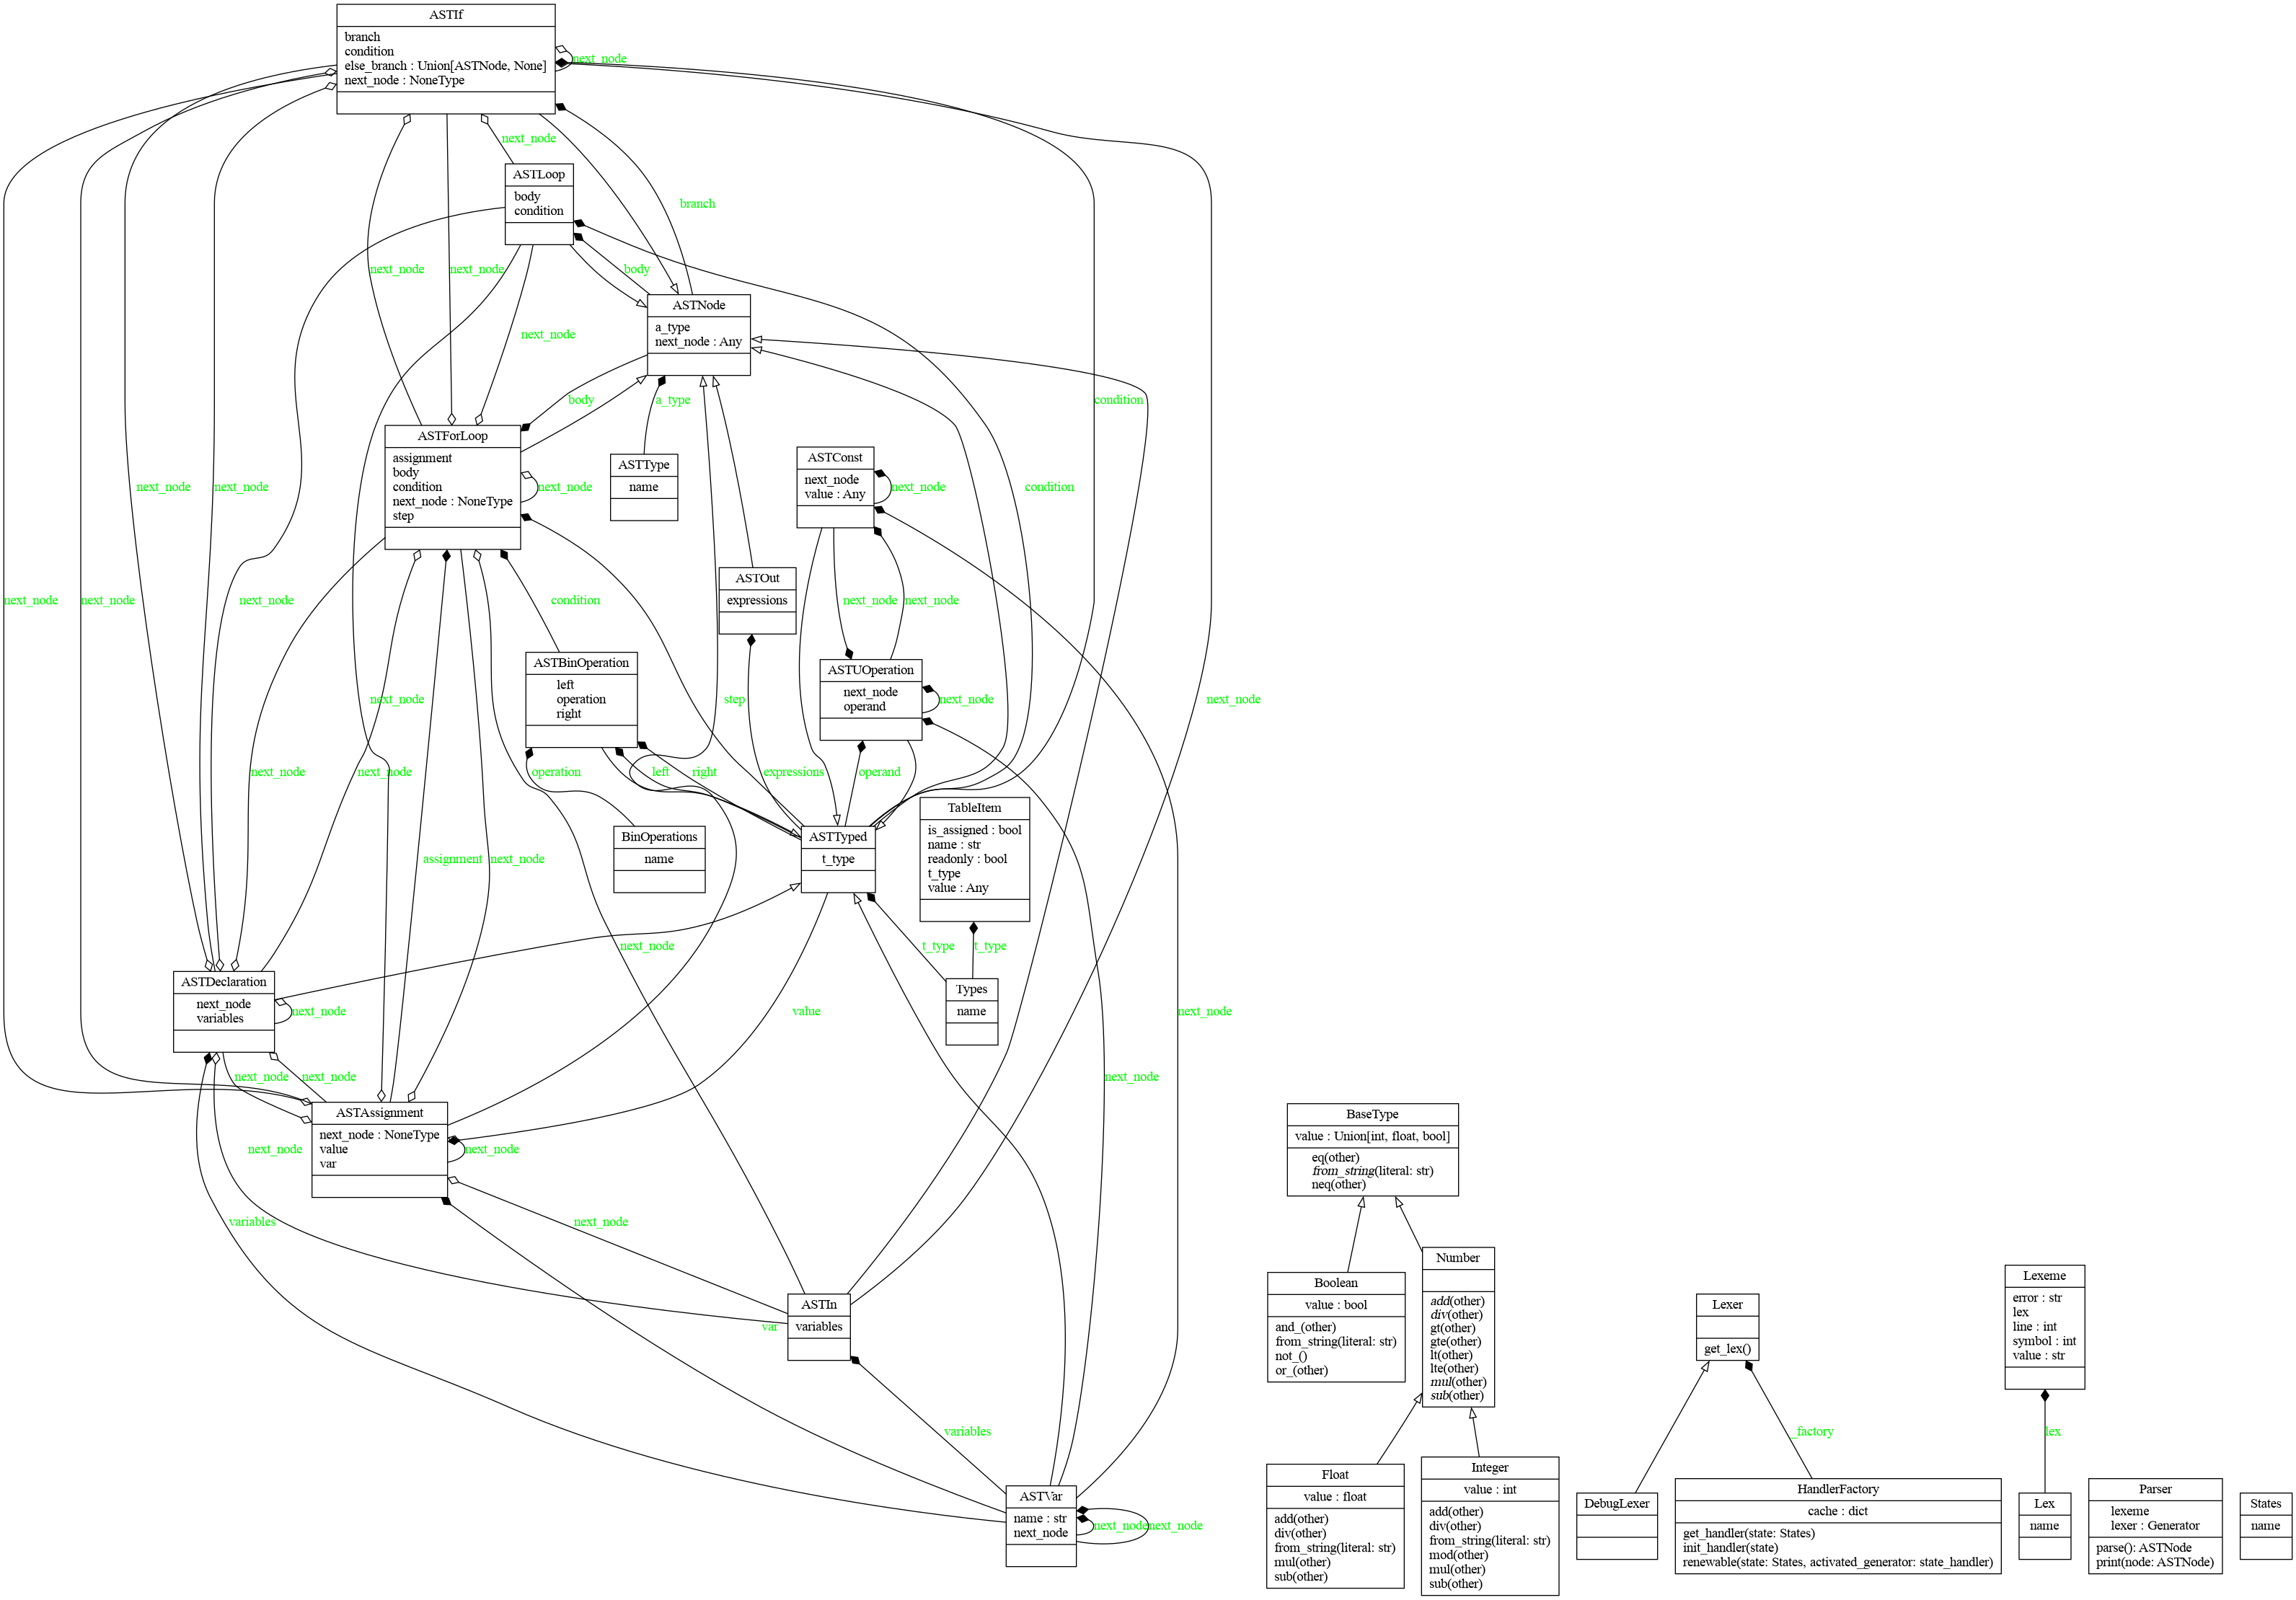 ASTIf
branch
condition
else_branch : Union[ASTNode, None]
next_node : NoneType
next_node
next_node
ASTLoop
body
condition
branch
next_node
next_node
body
ASTNode
a_type
next_node : Any
next_node
body
a_type
condition
ASTForLoop
assignment
body
condition
next_node : NoneType
step
next_node
ASTType
name
ASTConst
next_node
value : Any
next_node
next_node
next_node
condition
next_node
next_node
next_node
condition
ASTOut
expressions
next_node
next_node
ASTBinOperation
left
operation
right
ASTUOperation
next_node
operand
next_node
next_node
step
next_node
next_node
next_node
operation
left
right
expressions
operand
BinOperations
name
ASTTyped
t_type
TableItem
is_assigned : bool
name : str
readonly : bool
t_type
value : Any
assignment
next_node
next_node
t_type
t_type
ASTDeclaration
next_node
variables
next_node
value
Types
name
next_node
next_node
next_node
next_node
ASTAssignment
next_node : NoneType
value
var
next_node
next_node
variables
next_node
var
ASTIn
variables
variables
ASTVar
name : str
next_node
next_node
next_node
BaseType
value : Union[int, float, bool]
eq(other)
from_string(literal: str)
neq(other)
Boolean
value : bool
and_(other)
from_string(literal: str)
not_()
or_(other)
Number
add(other)
div(other)
gt(other)
gte(other)
lt(other)
lte(other)
mul(other)
sub(other)
Float
value : float
add(other)
div(other)
from_string(literal: str)
mul(other)
sub(other)
Integer
value : int
add(other)
div(other)
from_string(literal: str)
mod(other)
mul(other)
sub(other)
Lexer
get_lex()
_factory
DebugLexer
HandlerFactory
cache : dict
get_handler(state: States)
init_handler(state)
renewable(state: States, activated_generator: state_handler)
Lexeme
error : str
lex
line : int
symbol : int
value : str
lex
Lex
name
Parser
lexeme
lexer : Generator
parse(): ASTNode
print(node: ASTNode)
States
name